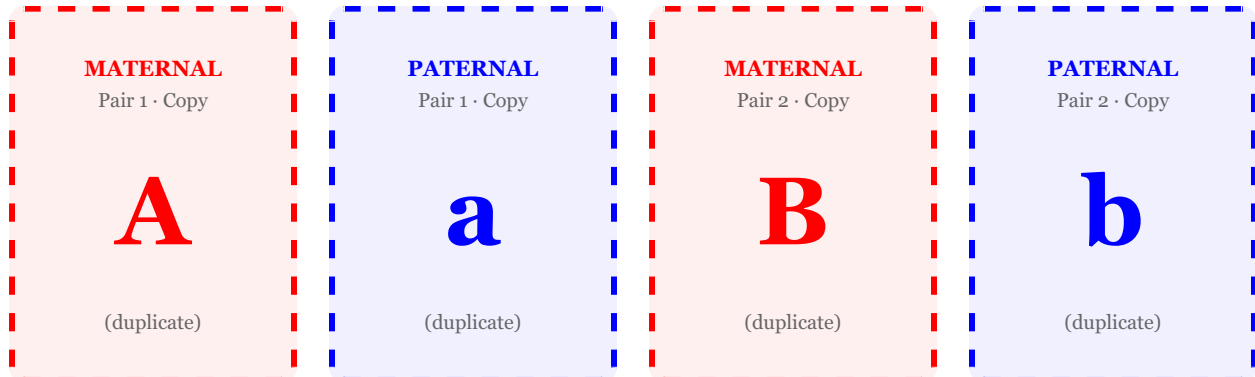 MATERNAL
Pair 1 · Copy
A
(duplicate)
PATERNAL
Pair 1 · Copy
a
(duplicate)
MATERNAL
Pair 2 · Copy
B
(duplicate)
PATERNAL
Pair 2 · Copy
b
(duplicate)